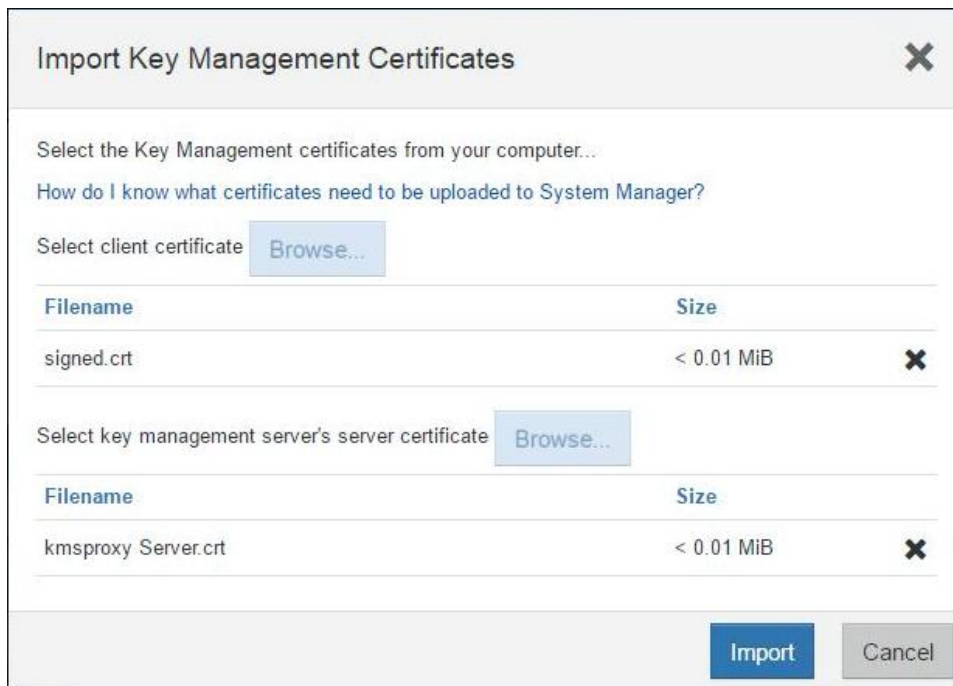 Import Key Management Certificates
Select the Key Management certificates from your computer...
How do I know what certificates need to be uploaded to System Manager?
Select client certificate Browse...
Filename Size
signed.crt < 0.01 MiB
Select key management server's server certificate Browse...
Filename Size
kmsproxy Server.crt < 0.01 MiB
Import Cancel